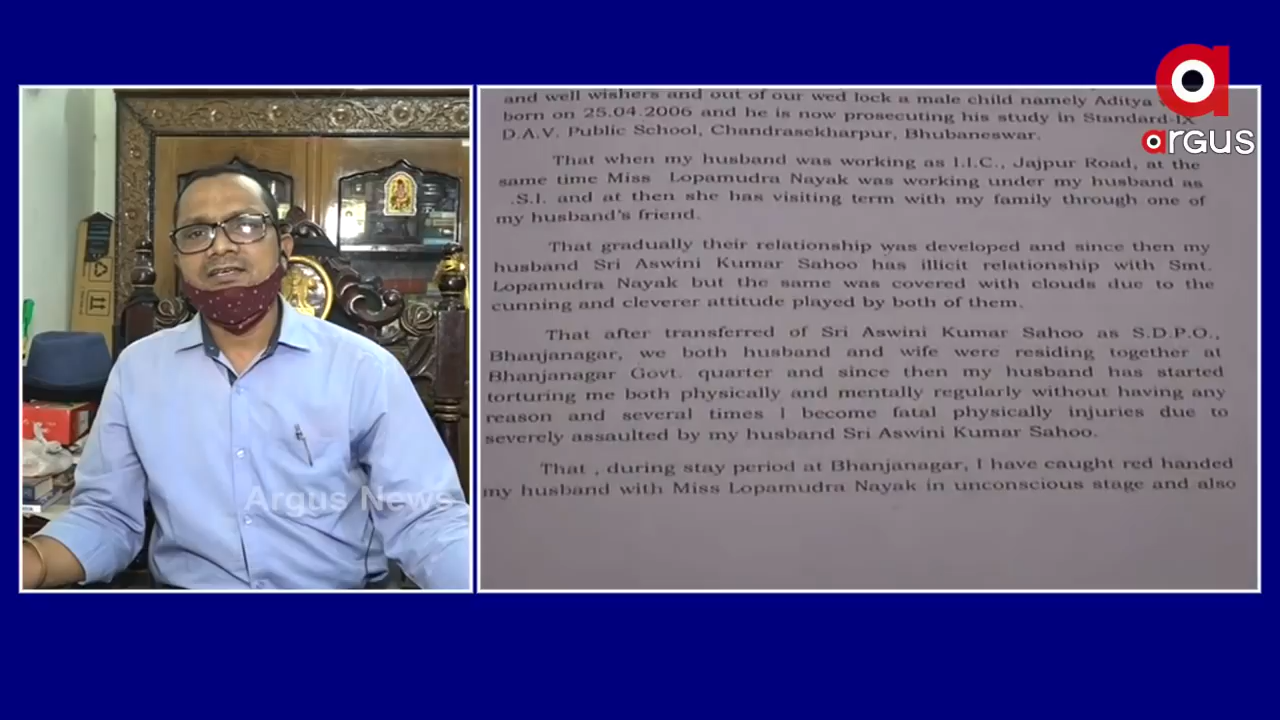 argus
and well wishers and out of our wed lock a male child namely Aditya
born on 25.04.2006 and he is now prosecuting his study in Standard-IX
D.A.V. Public School, Chandrasekharpur, Bhubaneswar.
That when my husband was working as I.I.C., Jajpur Road, at the
same time Miss Lopamudra Nayak was working under my husband as
.S.I. and at then she has visiting term with my family through one of
my husband's friend.
That gradually their relationship was developed and since then my
husband Sri Aswini Kumar Sahoo has illicit relationship with Smt.
Lopamudra Nayak but the same was covered with clouds due to the
cunning and cleverer attitude played by both of them.
That after transferred of Sri Aswini Kumar Sahoo as S.D.P.O.,
Bhanjanagar, we both husband and wife were residing together at
Bhanjanagar Govt. quarter and since then my husband has started
torturing me both physically and mentally regularly without having any
reason and several times I become fatal physically injuries due to
severely assaulted by my husband Sri Aswini Kumar Sahoo.
That , during stay period at Bhanjanagar, I have caught red handed
my husband with Miss Lopamudra Nayak in unconscious stage and also
Argus News